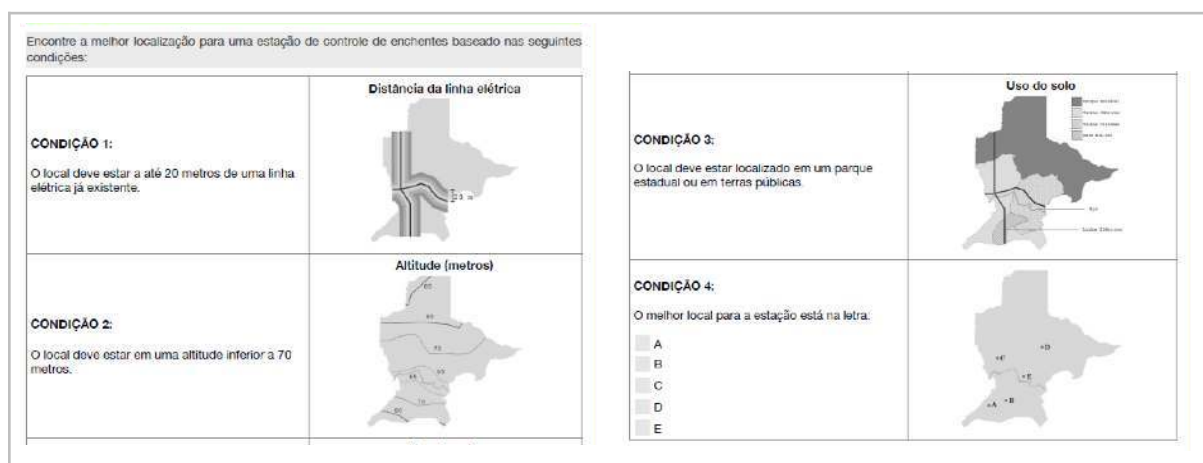 Encontre a melhor localização para uma estação de controle de enchentes baseado nas seguintes
condições:
CONDIÇÃO 1:
O local deve estar a até 20 metros de uma linha
elétrica já existente.
Distância da linha elétrica
CONDIÇÃO 2:
O local deve estar em uma altitude inferior a 70
metros.
Altitude (metros)
CONDIÇÃO 3:
O local deve estar localizado em um parque
estadual ou em terras públicas.
Uso do solo
CONDIÇÃO 4:
O melhor local para a estação está na letra:
A
B
C
D
E
C
D
E
A
B